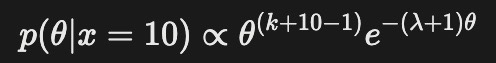 p(θ|x = 10) ∝ θ^(k+10−1) e^−(λ+1)θ